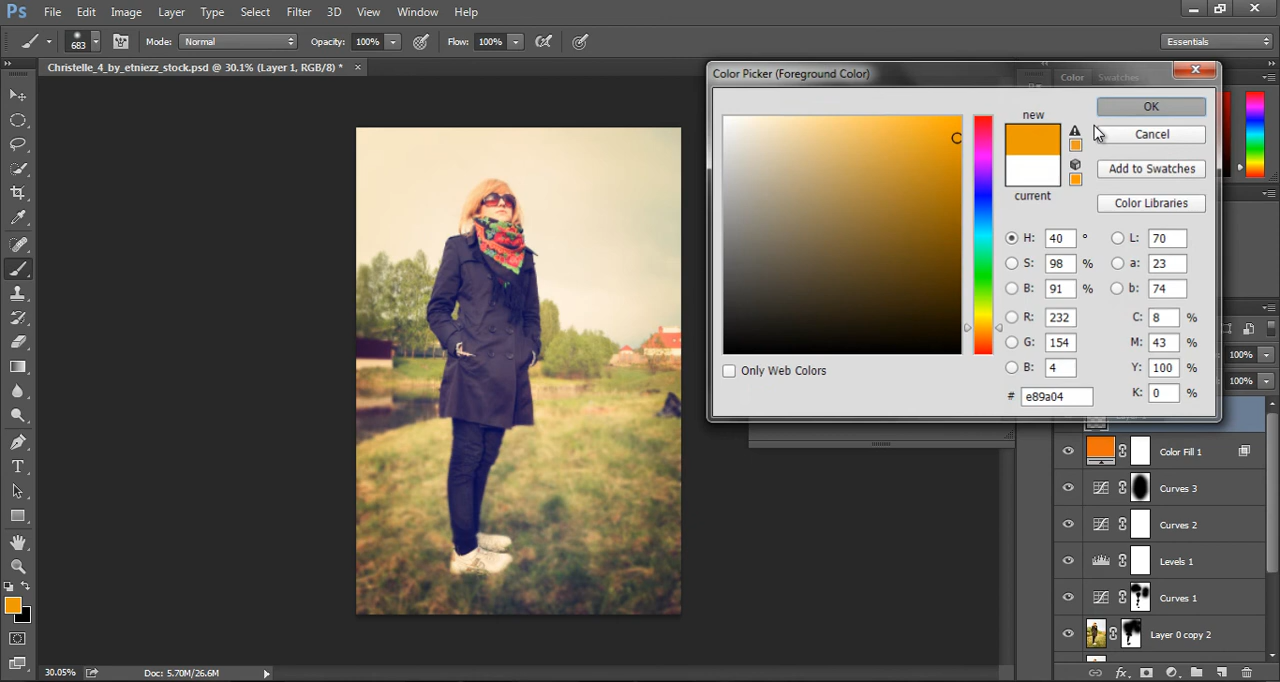 Ps File Edit Image Layer Type Select Filter 3D View Window Help
683 Mode: Normal Opacity: 100% Flow: 100% Essentials
Christelle_4_by_etniezz_stock.psd @ 30.1% (Layer 1, RGB/8) *
Color Picker (Foreground Color)
Color Swatches
new
OK
Cancel
Add to Swatches
current
Color Libraries
H: 40 ° L: 70
S: 98 % a: 23
B: 91 % b: 74
R: 232 C: 8 %
G: 154 M: 43 %
B: 4 Y: 100 %
# e89a04 K: 0 %
Only Web Colors
100%
100%
Color Fill 1
Curves 3
Curves 2
Levels 1
Curves 1
Layer 0 copy 2
30.05% Doc: 5.70M/26.6M